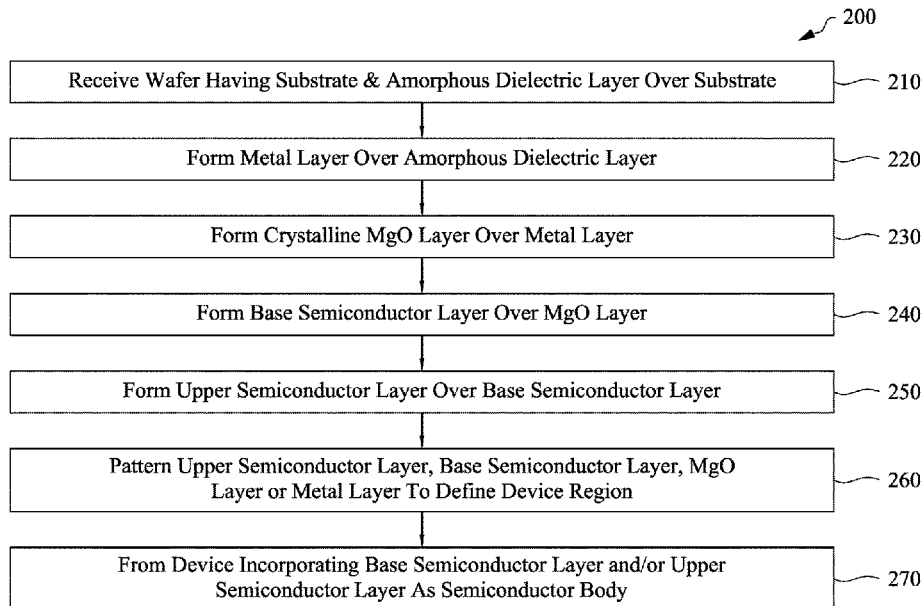 200
Receive Wafer Having Substrate & Amorphous Dielectric Layer Over Substrate
210
Form Metal Layer Over Amorphous Dielectric Layer
220
Form Crystalline MgO Layer Over Metal Layer
230
Form Base Semiconductor Layer Over MgO Layer
240
Form Upper Semiconductor Layer Over Base Semiconductor Layer
250
Pattern Upper Semiconductor Layer, Base Semiconductor Layer, MgO
Layer or Metal Layer To Define Device Region
260
From Device Incorporating Base Semiconductor Layer and/or Upper
Semiconductor Layer As Semiconductor Body
270